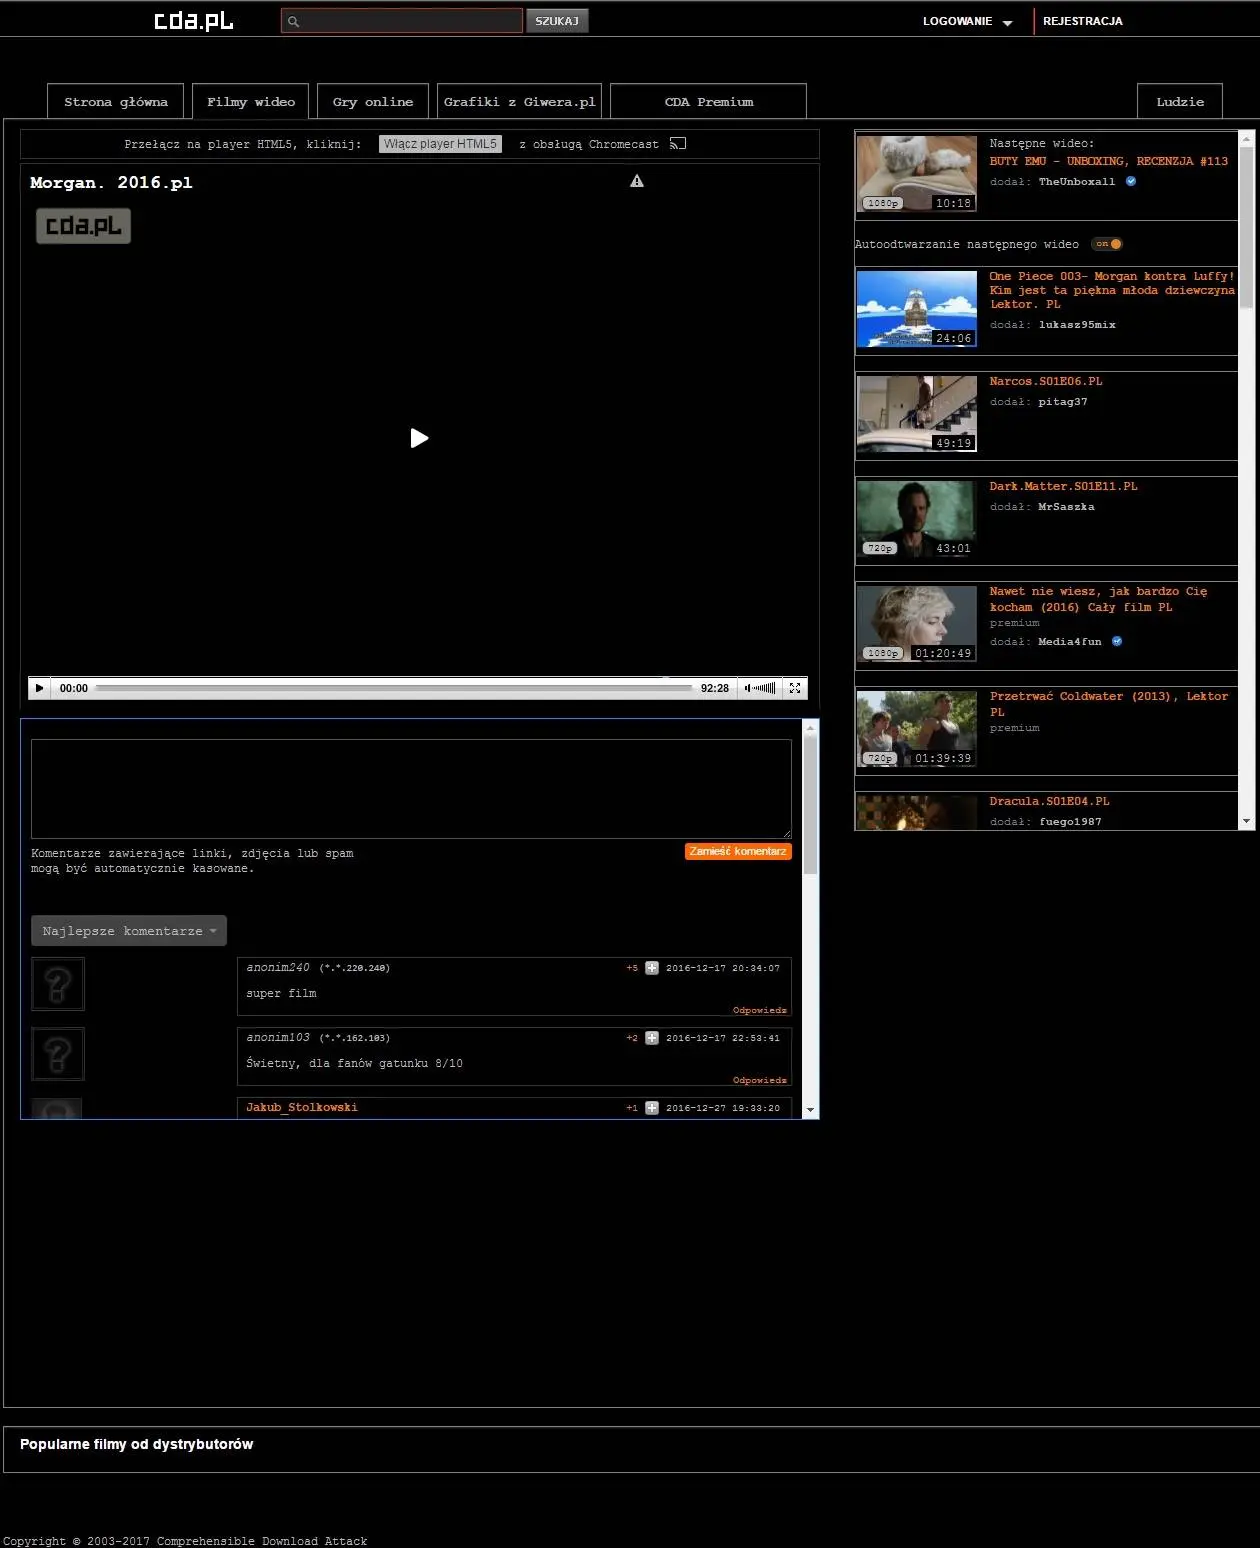 cda.pl
SZUKAJ
LOGOWANIE
REJESTRACJA
Strona główna
Filmy wideo
Gry online
Grafiki z Giwera.pl
CDA Premium
Ludzie
Przełącz na player HTML5, kliknij: Włącz player HTML5 z obsługą Chromecast
Morgan. 2016.pl
cda.pl
00:00
92:28
Następne wideo:
BUTY EMU - UNBOXING, RECENZJA #113
dodał: TheUnboxall
1080p
10:18
Autoodtwarzanie następnego wideo on
One Piece 003- Morgan kontra Luffy!
Kim jest ta piękna młoda dziewczyna
Lektor. PL
dodał: lukasz95mix
24:06
Narcos.S01E06.PL
dodał: pitag37
49:19
Dark.Matter.S01E11.PL
dodał: MrSaszka
720p
43:01
Nawet nie wiesz, jak bardzo Cię
kocham (2016) Cały film PL
premium
dodał: Media4fun
1080p
01:20:49
Przetrwać Coldwater (2013), Lektor
PL
premium
720p
01:39:39
Dracula.S01E04.PL
dodał: fuego1987
Komentarze zawierające linki, zdjęcia lub spam
mogą być automatycznie kasowane.
Zamieść komentarz
Najlepsze komentarze
anonim240 (*.*.220.240) +5 2016-12-17 20:34:07
super film
Odpowiedz
anonim103 (*.*.162.103) +2 2016-12-17 22:53:41
Świetny, dla fanów gatunku 8/10
Odpowiedz
Jakub_Stolkowski +1 2016-12-27 19:33:20
Popularne filmy od dystrybutorów
Copyright © 2003-2017 Comprehensible Download Attack